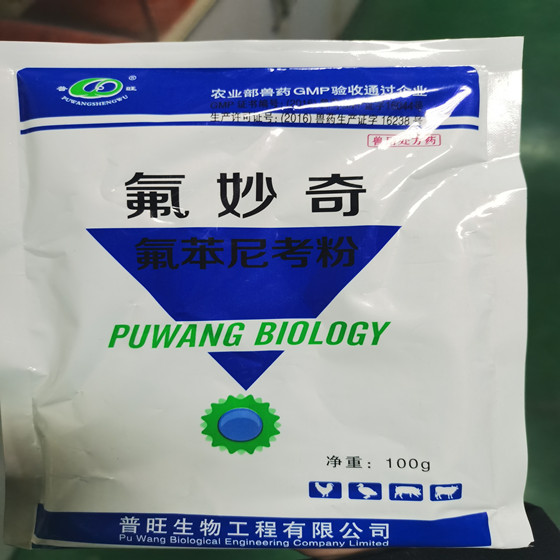 普旺
PUWANGSHENGWU
农业部兽药GMP验收通过企业
生产许可证号：(2016)兽药生产证字16238号
兽用处方药
氟妙奇
氟苯尼考粉
PUWANG BIOLOGY
净重：100g
普旺生物工程有限公司
Pu Wang Biological Engineering Company Limited